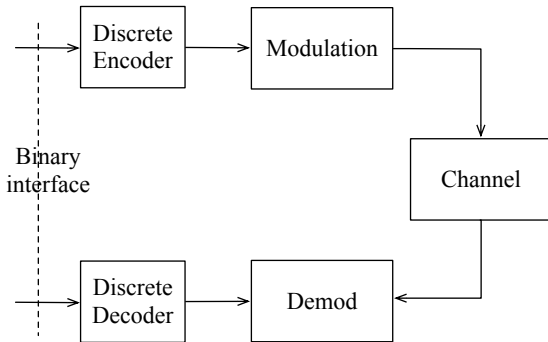 Discrete
Encoder
Modulation
Binary
interface
Channel
Discrete
Decoder
Demod